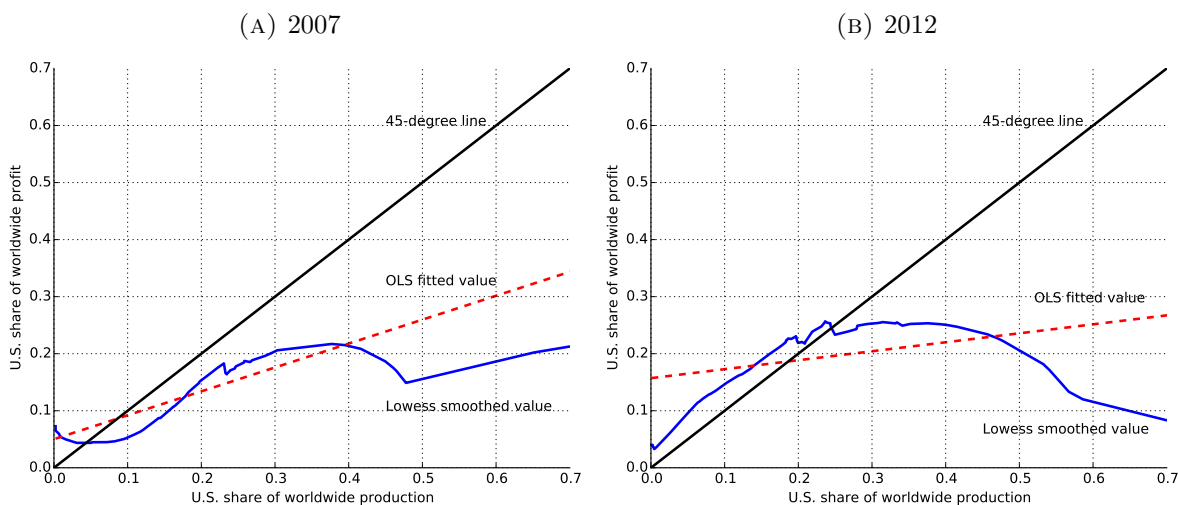 (A) 2007
0.7
0.6
0.5
0.4
0.3
0.2
0.1
0.0
U.S. share of worldwide profit
45-degree line
OLS fitted value
Lowess smoothed value
0.0 0.1 0.2 0.3 0.4 0.5 0.6 0.7
U.S. share of worldwide production
(B) 2012
0.7
0.6
0.5
0.4
0.3
0.2
0.1
0.0
U.S. share of worldwide profit
45-degree line
OLS fitted value
Lowess smoothed value
0.0 0.1 0.2 0.3 0.4 0.5 0.6 0.7
U.S. share of worldwide production